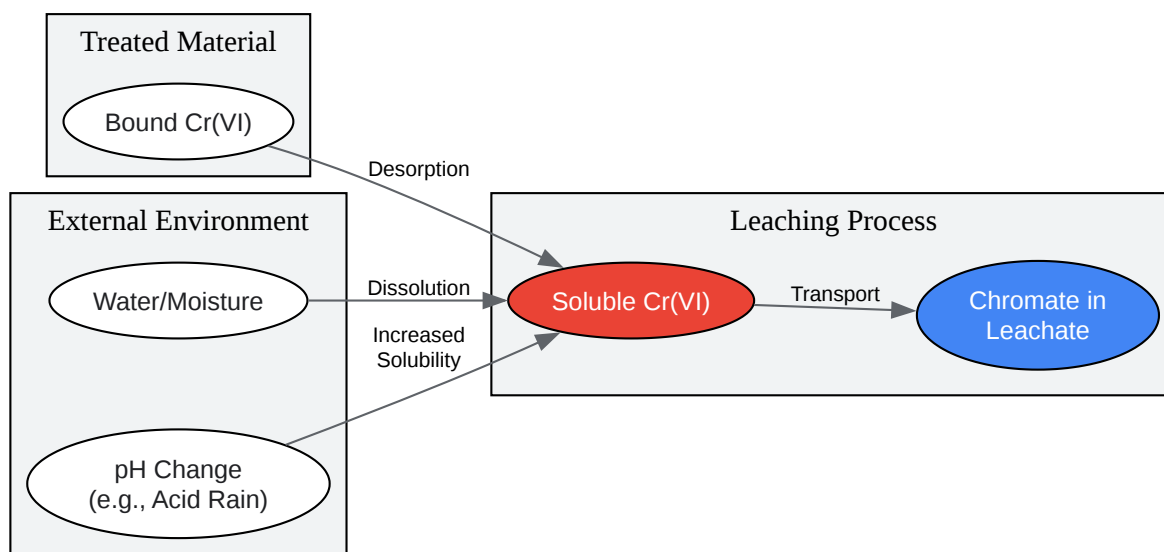 Treated Material
Bound Cr(VI)
Desorption
External Environment
Leaching Process
Water/Moisture
Dissolution
Soluble Cr(VI)
Transport
Chromate in
Leachate
Increased
Solubility
pH Change
(e.g., Acid Rain)